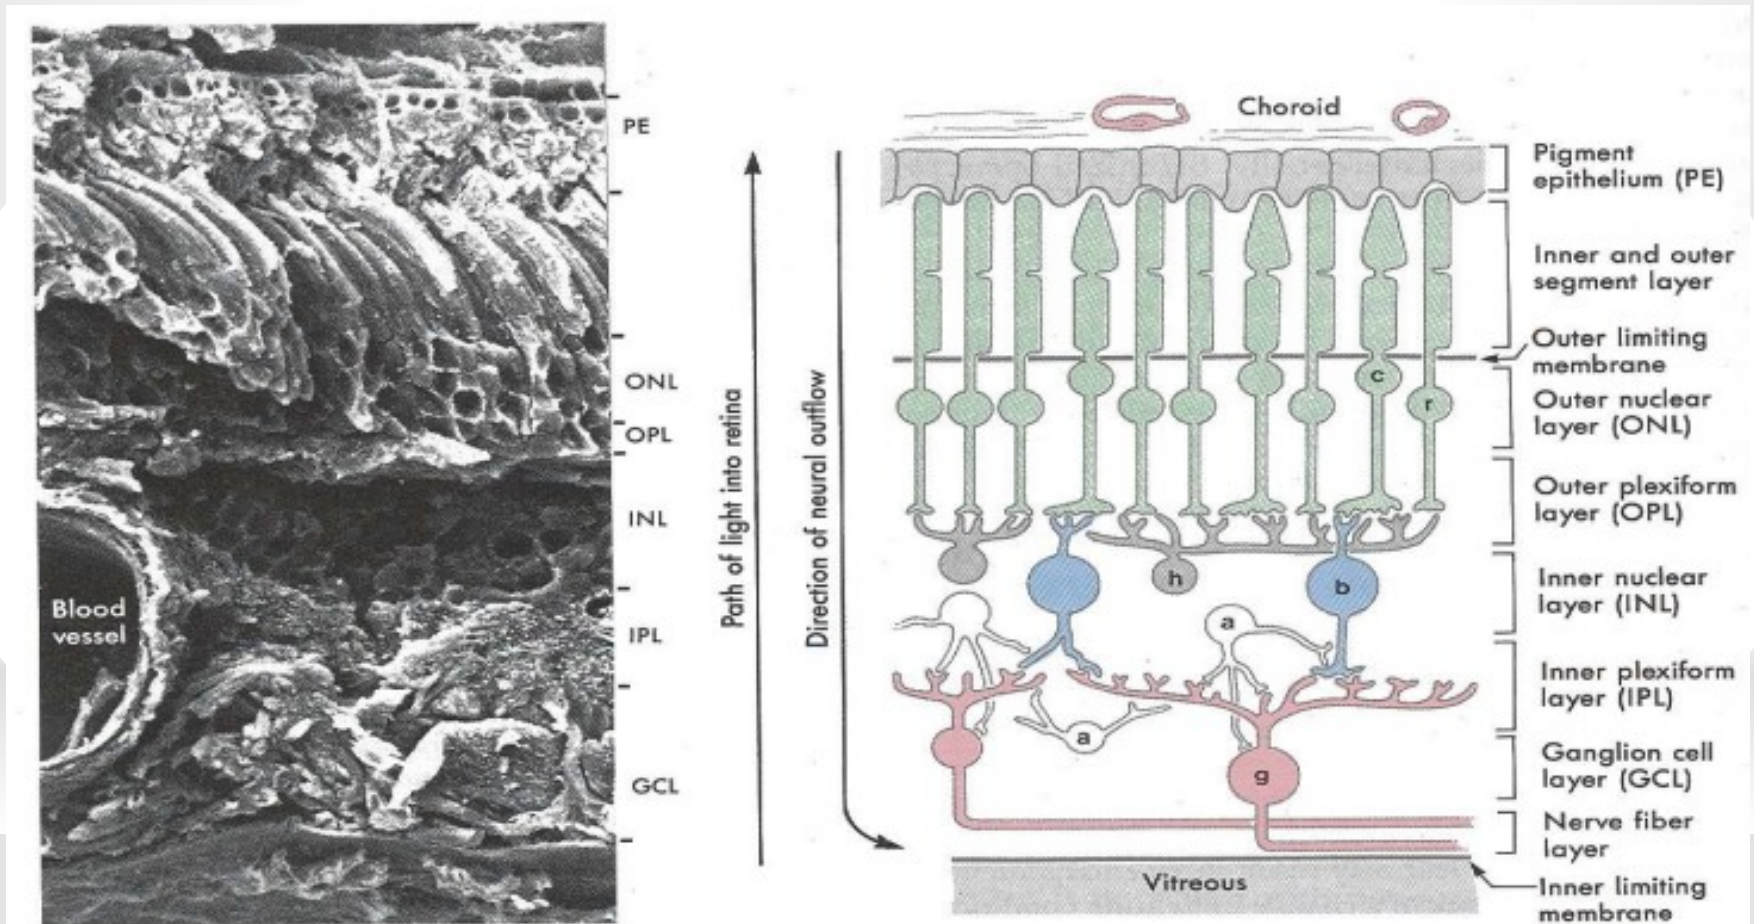 PE
ONL
OPL
INL
IPL
GCL
Blood
vessel
Path of light into retina
Direction of neural outflow
Choroid
Pigment
epithelium (PE)
Inner and outer
segment layer
Outer limiting
membrane
Outer nuclear
layer (ONL)
Outer plexiform
layer (OPL)
Inner nuclear
layer (INL)
Inner plexiform
layer (IPL)
Ganglion cell
layer (GCL)
Nerve fiber
layer
Inner limiting
membrane
c
r
h
b
a
a
g
Vitreous